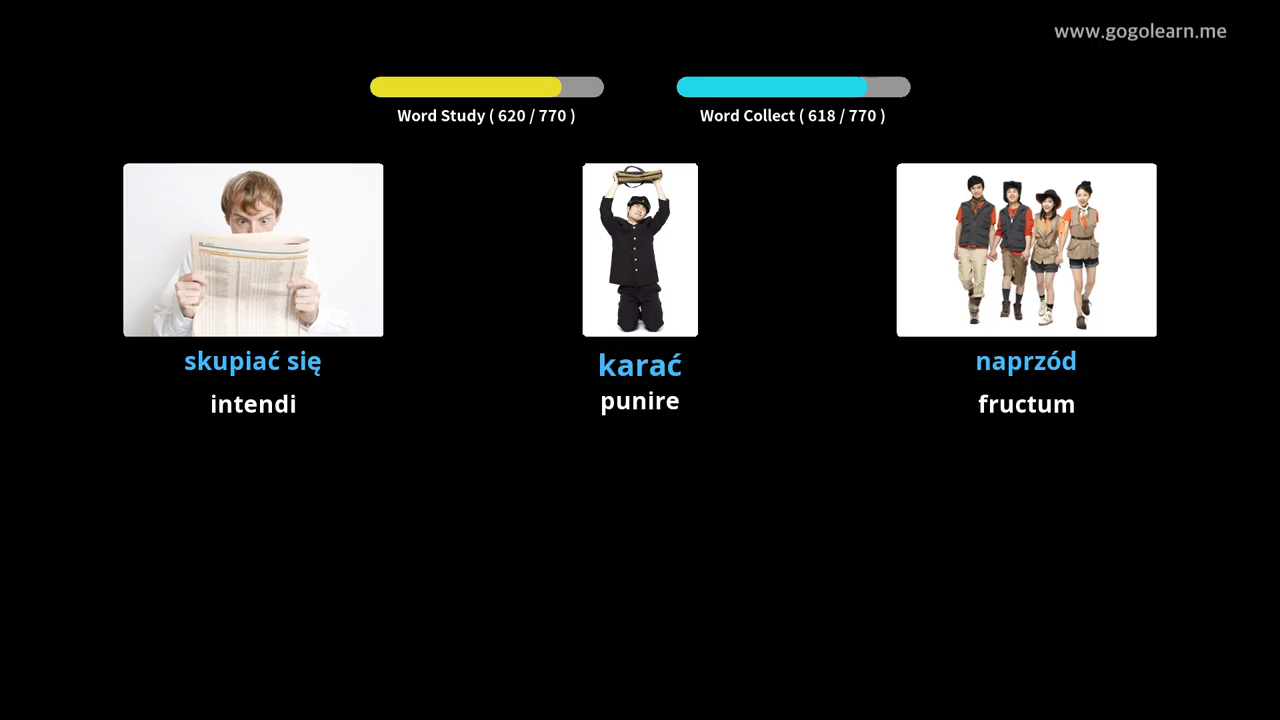 www.gogolearn.me
Word Study ( 620 / 770 )
Word Collect ( 618 / 770 )
skupiać się
intendi
karać
punire
naprzód
fructum